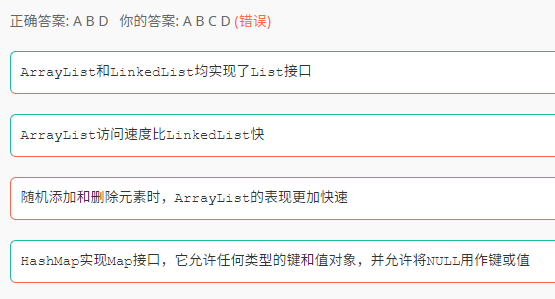 正确答案: A B D 你的答案: A B C D (错误)
ArrayList和LinkedList均实现了List接口
ArrayList访问速度比LinkedList快
随机添加和删除元素时，ArrayList的表现更加快速
HashMap实现Map接口，它允许任何类型的键和值对象，并允许将NULL用作键或值